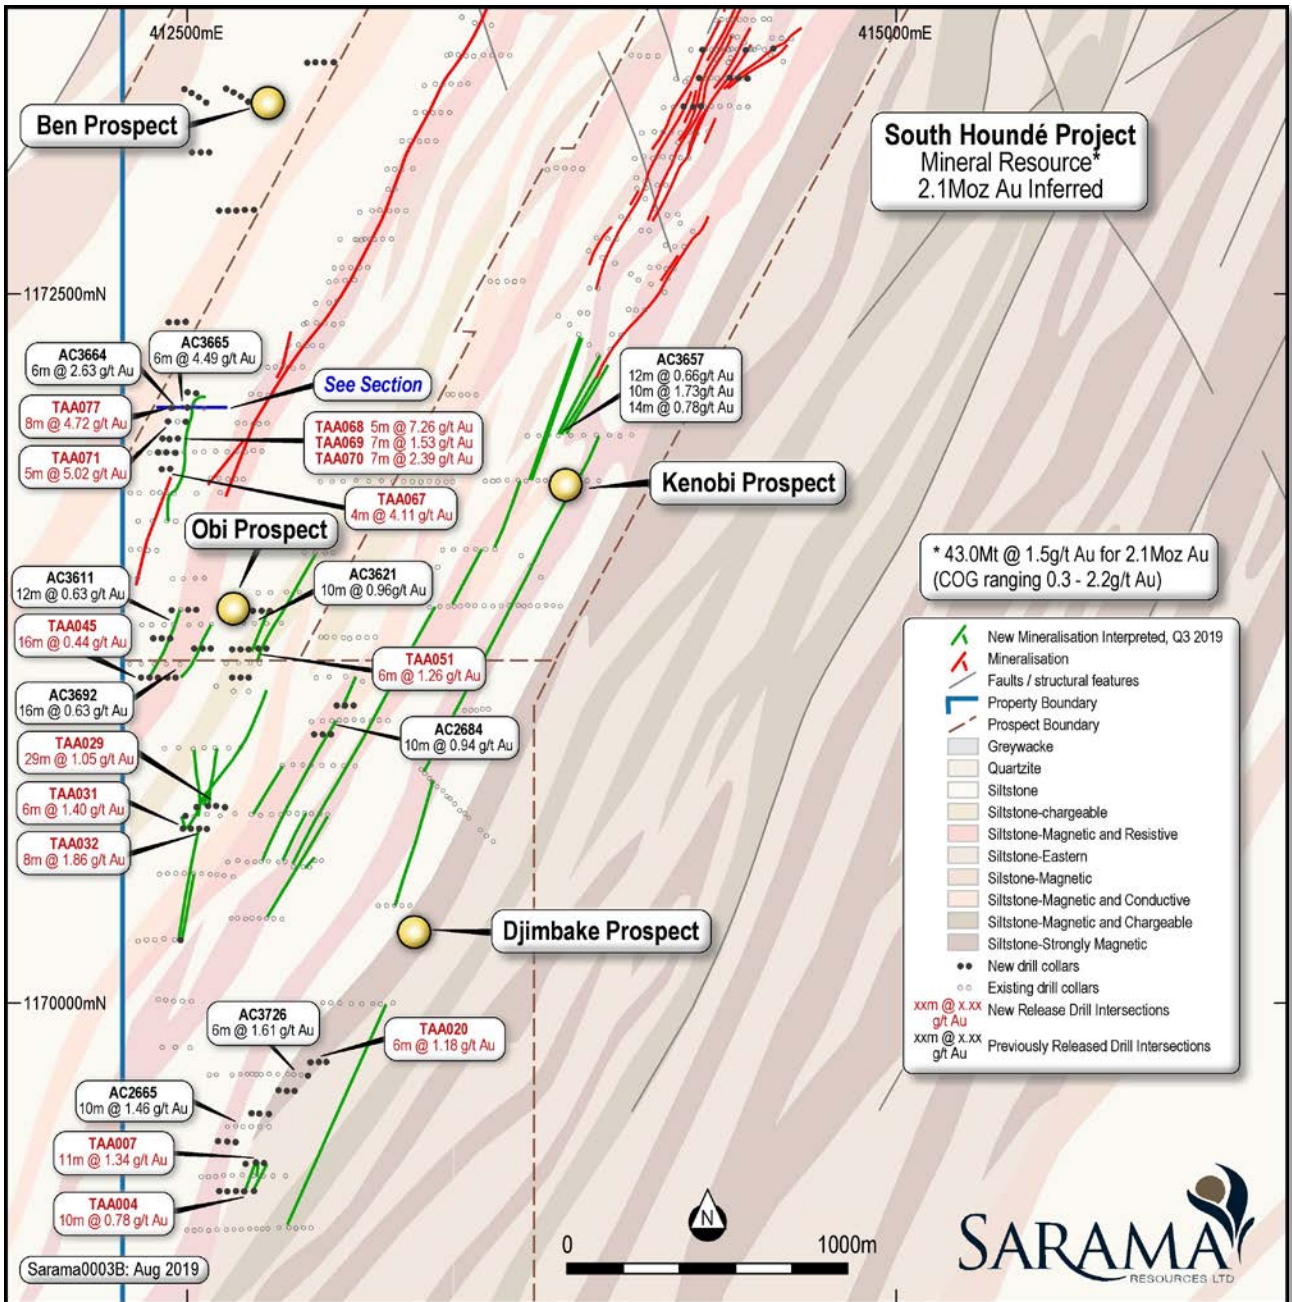 412500mE
415000mE
Ben Prospect
South Houndé Project
Mineral Resource*
2.1Moz Au Inferred
1172500mN
AC3665
6m @ 4.49 g/t Au
AC3664
6m @ 2.63 g/t Au
See Section
AC3657
12m @ 0.66g/t Au
10m @ 1.73g/t Au
14m @ 0.78g/t Au
TAA077
8m @ 4.72 g/t Au
TAA068 5m @ 7.26 g/t Au
TAA069 7m @ 1.53 g/t Au
TAA070 7m @ 2.39 g/t Au
TAA071
5m @ 5.02 g/t Au
Kenobi Prospect
TAA067
4m @ 4.11 g/t Au
Obi Prospect
* 43.0Mt @ 1.5g/t Au for 2.1Moz Au
(COG ranging 0.3 - 2.2g/t Au)
AC3611
12m @ 0.63 g/t Au
AC3621
10m @ 0.96g/t Au
TAA045
16m @ 0.44 g/t Au
TAA051
6m @ 1.26 g/t Au
AC3692
16m @ 0.63 g/t Au
AC2684
10m @ 0.94 g/t Au
TAA029
29m @ 1.05 g/t Au
TAA031
6m @ 1.40 g/t Au
TAA032
8m @ 1.86 g/t Au
Djimbake Prospect
New Mineralisation Interpreted, Q3 2019
Mineralisation
Faults / structural features
Property Boundary
Prospect Boundary
Greywacke
Quartzite
Siltstone
Siltstone-chargeable
Siltstone-Magnetic and Resistive
Siltstone-Eastern
Silstone-Magnetic
Siltstone-Magnetic and Conductive
Siltstone-Magnetic and Chargeable
Siltstone-Strongly Magnetic
New drill collars
Existing drill collars
xxm @ x.xx
g/t Au
New Release Drill Intersections
xxm @ x.xx
g/t Au
Previously Released Drill Intersections
1170000mN
AC3726
6m @ 1.61 g/t Au
TAA020
6m @ 1.18 g/t Au
AC2665
10m @ 1.46 g/t Au
TAA007
11m @ 1.34 g/t Au
TAA004
10m @ 0.78 g/t Au
N
0
1000m
Sarama0003B: Aug 2019
SARAMA
RESOURCES LTD